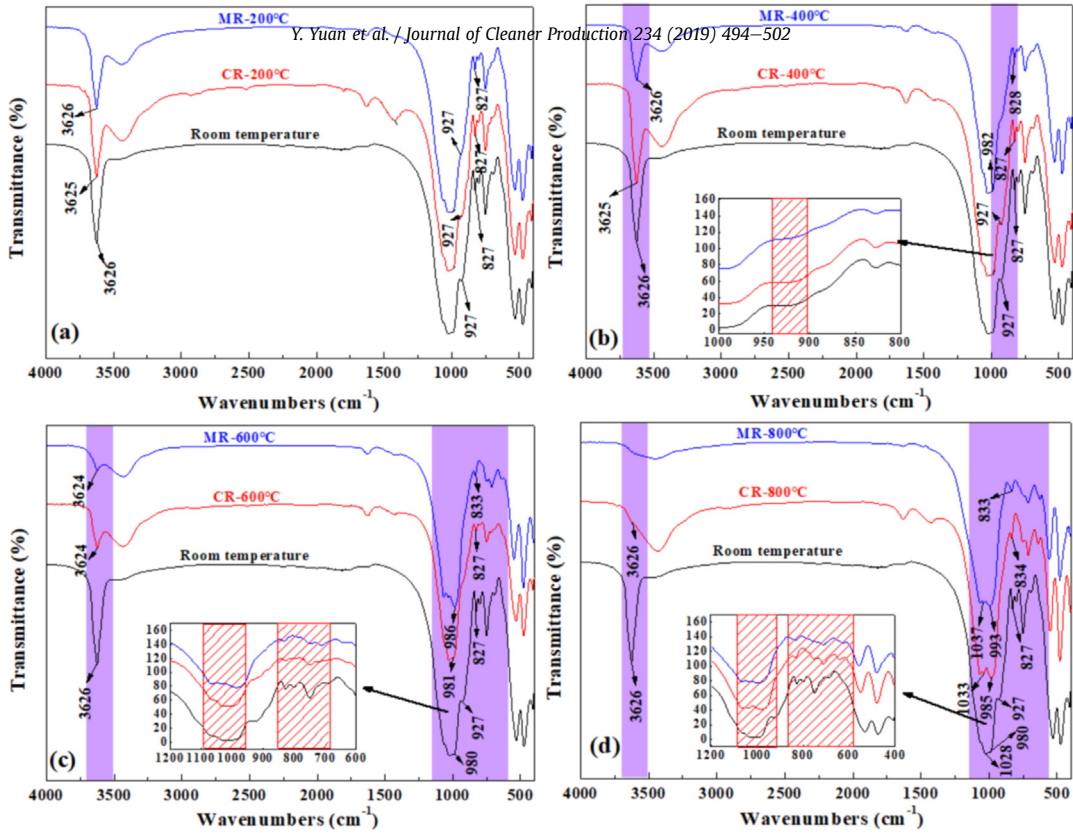 Y. Yuan et al. / Journal of Cleaner Production 234 (2019) 494–502
MR-200°C
CR-200°C
Room temperature
3626
3625
3626
927
827
827
927
827
927
Transmittance (%)
(a)
4000 3500 3000 2500 2000 1500 1000 500
Wavenumbers (cm⁻¹)
MR-400°C
CR-400°C
Room temperature
3626
3625
3626
982
828
827
927
827
927
160
140
120
100
80
60
40
20
0
1000 950 900 850 800
Transmittance (%)
(b)
4000 3500 3000 2500 2000 1500 1000 500
Wavenumbers (cm⁻¹)
MR-600°C
CR-600°C
Room temperature
3624
3624
3626
833
827
986
827
981
927
980
160
140
120
100
80
60
40
20
0
1200 1100 1000 900 800 700 600
Transmittance (%)
(c)
4000 3500 3000 2500 2000 1500 1000 500
Wavenumbers (cm⁻¹)
MR-800°C
CR-800°C
Room temperature
3626
3626
833
834
1037
993
827
1033
985
927
980
1028
160
140
120
100
80
60
40
20
0
1200 1000 800 600 400
Transmittance (%)
(d)
4000 3500 3000 2500 2000 1500 1000 500
Wavenumbers (cm⁻¹)